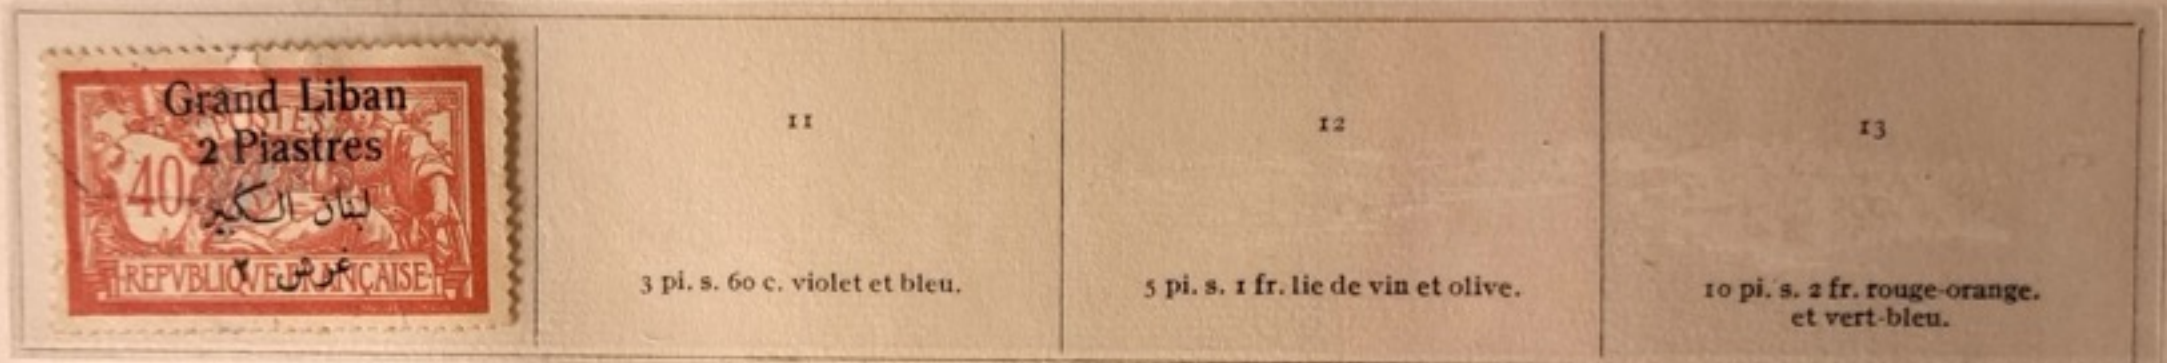 Grand Liban
POSTES
2 Piastres
40
لبنان الكبير
غرش ٢
REPVBLIQVE FRANÇAISE
11
3 pi. s. 60 c. violet et bleu.
12
5 pi. s. 1 fr. lie de vin et olive.
13
10 pi. s. 2 fr. rouge-orange.
et vert-bleu.